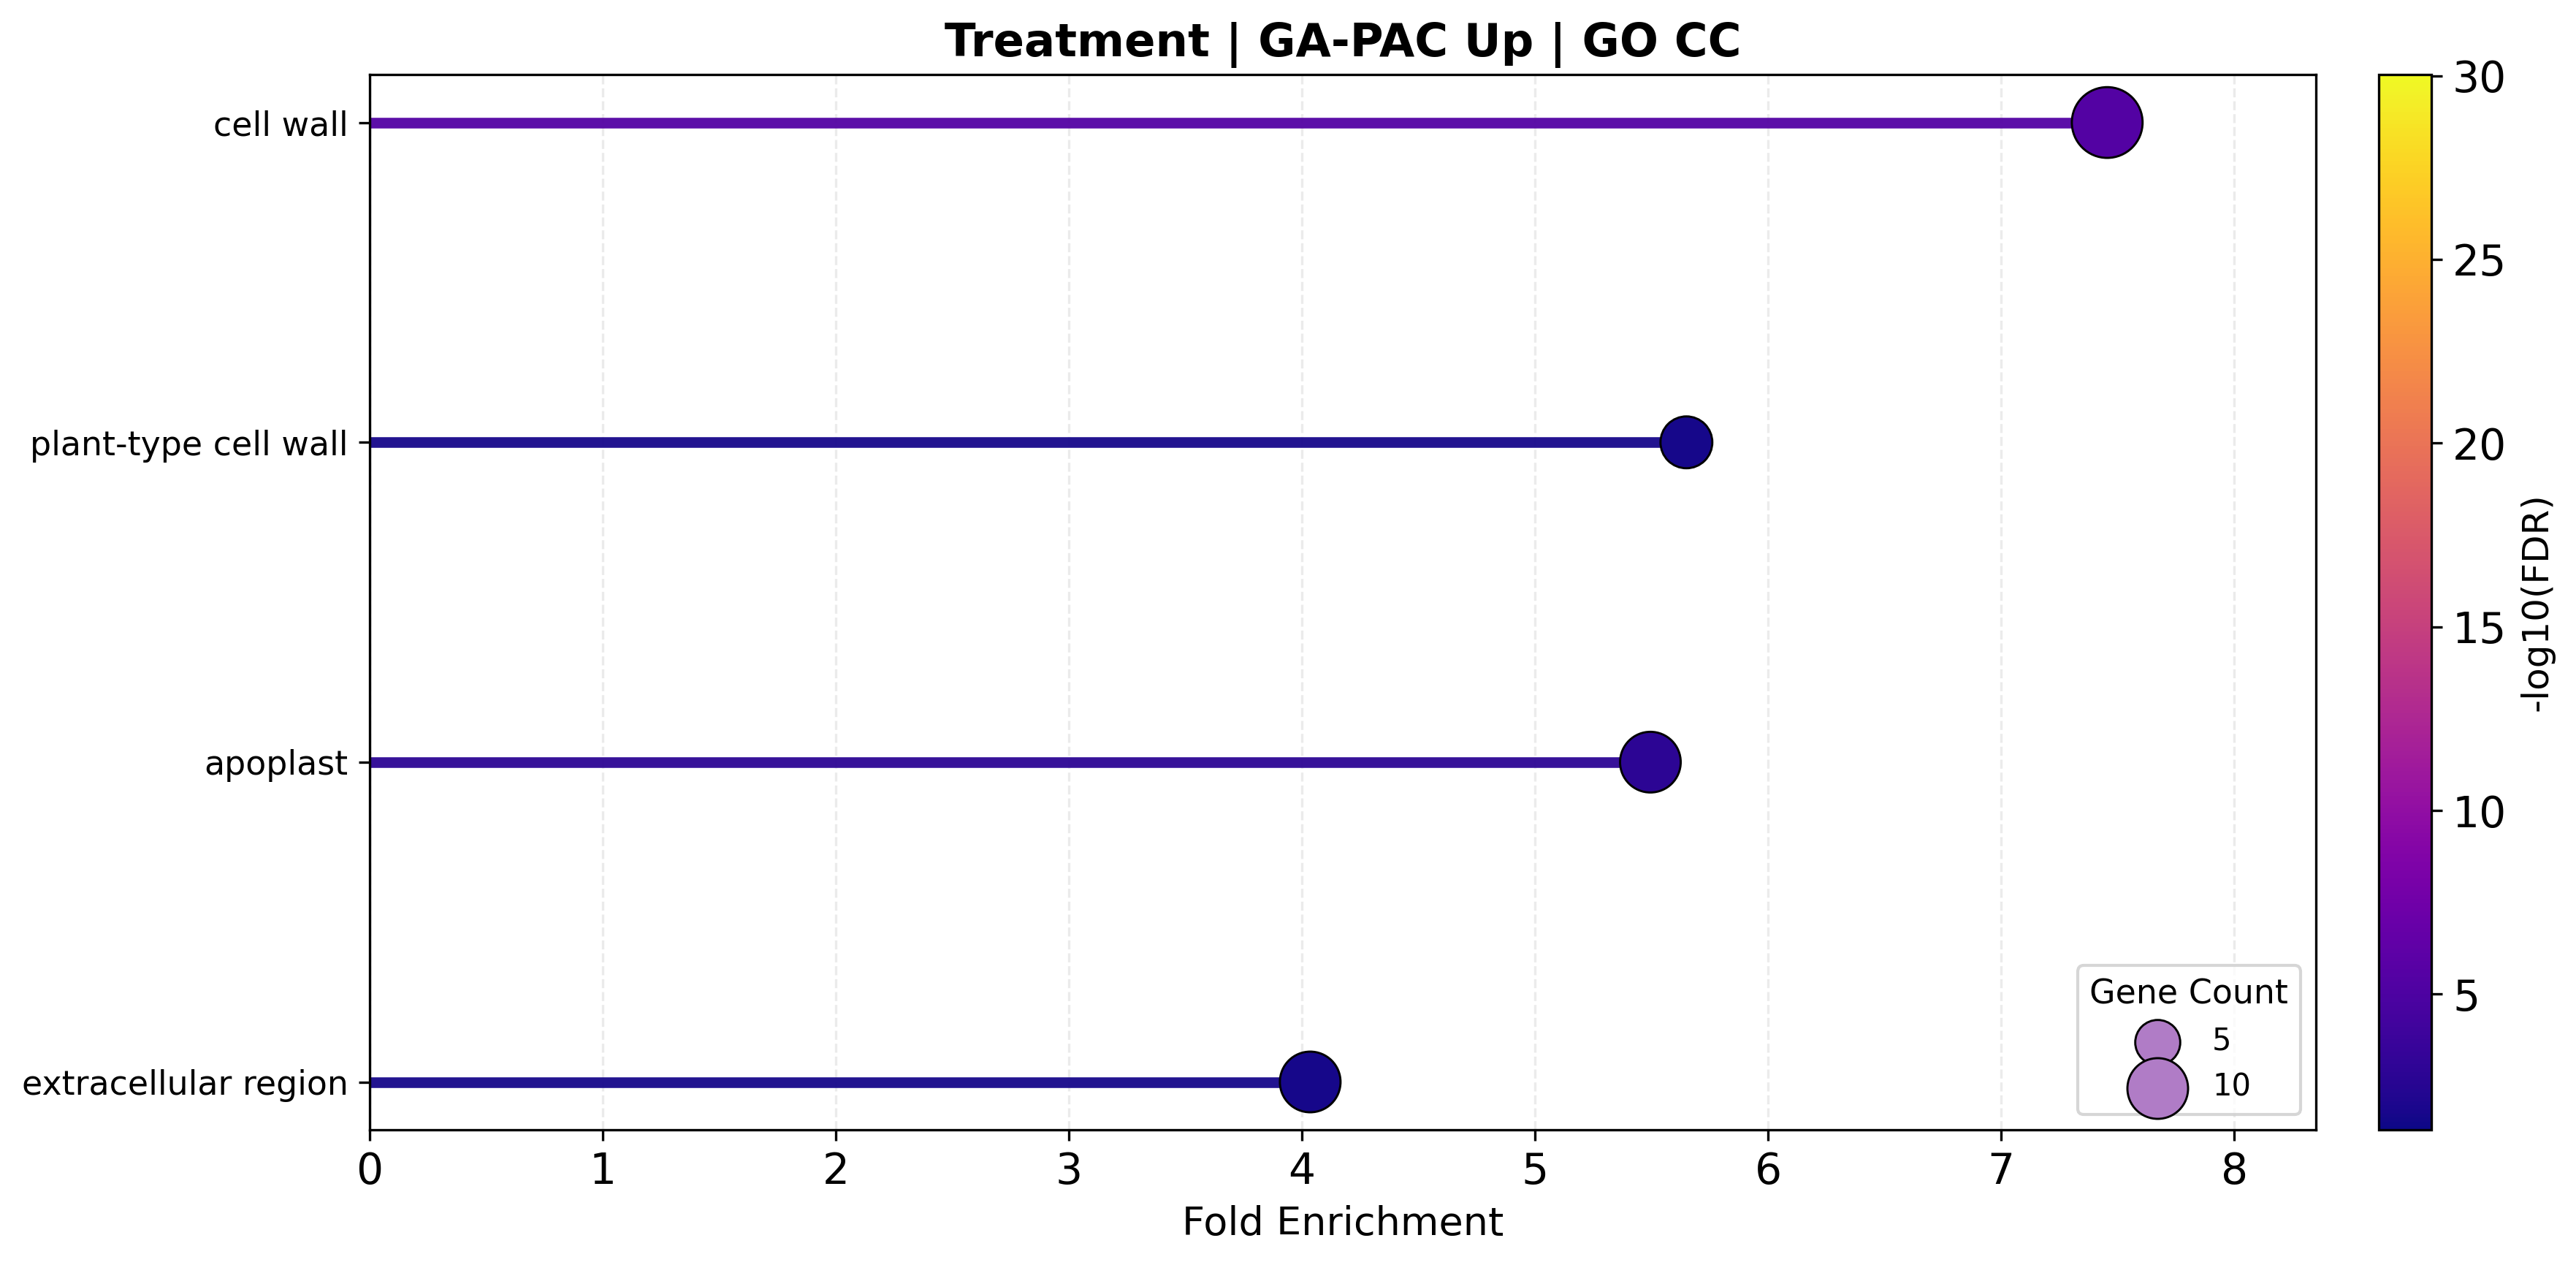 Treatment | GA-PAC Up | GO CC
cell wall
plant-type cell wall
apoplast
extracellular region
0 1 2 3 4 5 6 7 8
Fold Enrichment
Gene Count
5
10
30
25
20
15
10
5
-log10(FDR)